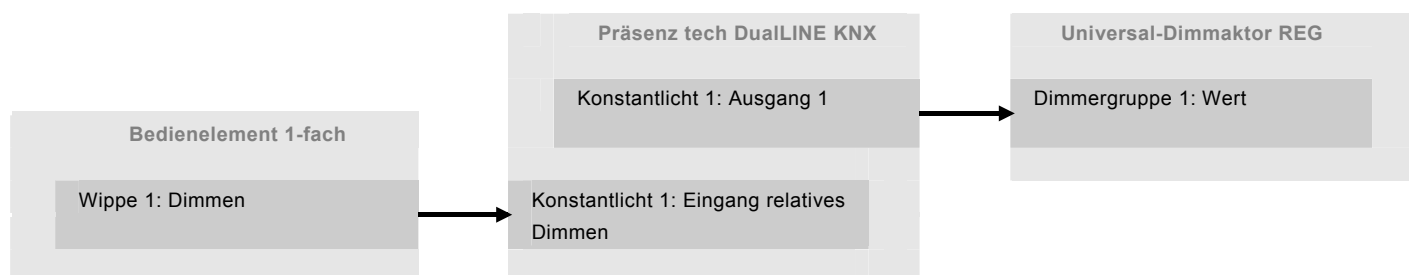 Präsenz tech DualLINE KNX
Universal-Dimmaktor REG
Konstantlicht 1: Ausgang 1
Dimmergruppe 1: Wert
Bedienelement 1-fach
Wippe 1: Dimmen
Konstantlicht 1: Eingang relatives
Dimmen